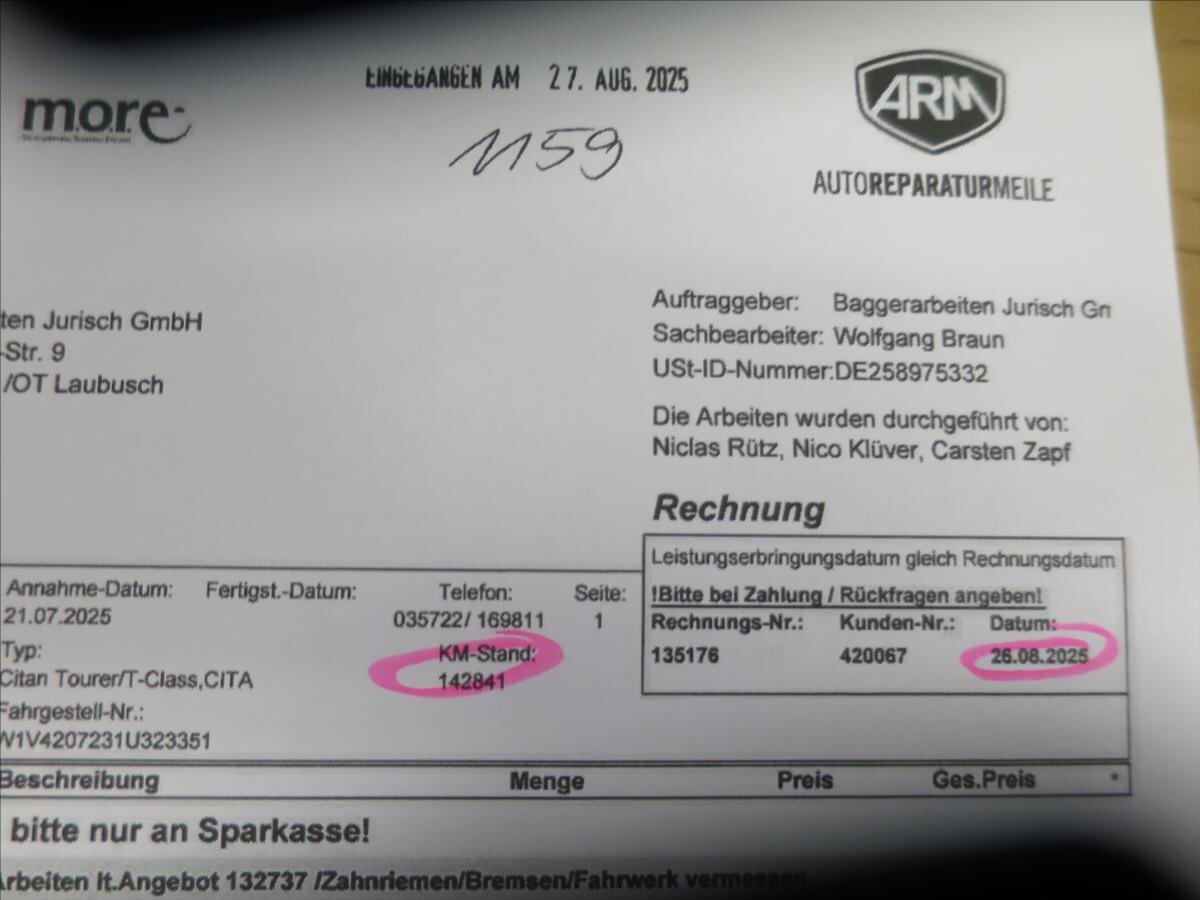 EINGEGANGEN AM 27. AUG. 2025
m.o.r.e
1159
ARM
AUTOREPARATURMEILE
ten Jurisch GmbH
-Str. 9
/OT Laubusch
Auftraggeber: Baggerarbeiten Jurisch Gm
Sachbearbeiter: Wolfgang Braun
USt-ID-Nummer:DE258975332
Die Arbeiten wurden durchgeführt von:
Niclas Rütz, Nico Klüver, Carsten Zapf
Rechnung
Leistungserbringungsdatum gleich Rechnungsdatum
!Bitte bei Zahlung / Rückfragen angeben!
Rechnungs-Nr.: Kunden-Nr.: Datum:
135176 420067 26.08.2025
Annahme-Datum: Fertigst.-Datum: Telefon: Seite:
21.07.2025 035722/ 169811 1
Typ: KM-Stand:
Citan Tourer/T-Class,CITA 142841
Fahrgestell-Nr.:
W1V4207231U323351
Beschreibung Menge Preis Ges.Preis *
bitte nur an Sparkasse!
Arbeiten lt.Angebot 132737 /Zahnriemen/Bremsen/Fahrwerk vermessen